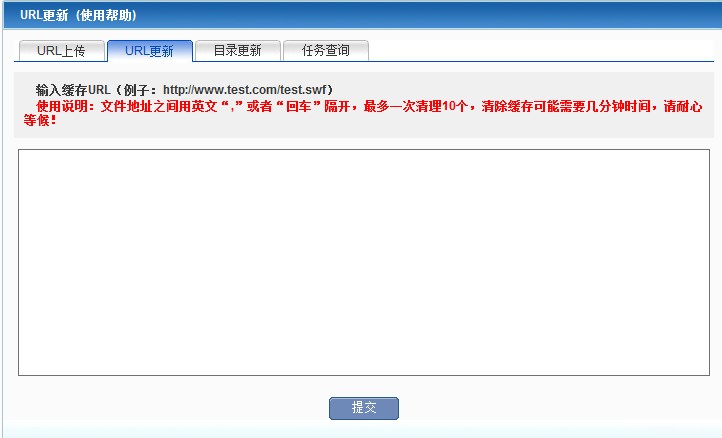 URL更新 (使用帮助)
URL上传 URL更新 目录更新 任务查询
输入缓存URL（例子：http://www.test.com/test.swf）
使用说明：文件地址之间用英文“,”或者“回车”隔开，最多一次清理10个，清除缓存可能需要几分钟时间，请耐心
等候！
提交